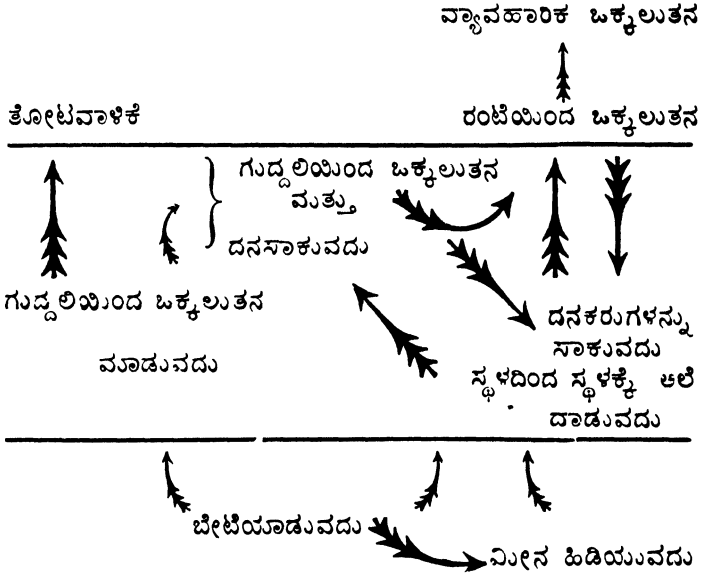 ವ್ಯಾವಹಾರಿಕ ಒಕ್ಕಲುತನ
ತೋಟವಾಳಿಕೆ
ರಂಟೆಯಿಂದ ಒಕ್ಕಲುತನ
ಗುದ್ದಲಿಯಿಂದ ಒಕ್ಕಲುತನ
ಮತ್ತು
ದನಸಾಕುವದು
ಗುದ್ದಲಿಯಿಂದ ಒಕ್ಕಲುತನ
ಮಾಡುವದು
ದನಕರುಗಳನ್ನು
ಸಾಕುವದು
ಸ್ಥಳದಿಂದ ಸ್ಥಳಕ್ಕೆ ಅಲೆ
ದಾಡುವದು
ಬೇಟೆಯಾಡುವದು
ಮೀನ ಹಿಡಿಯುವದು